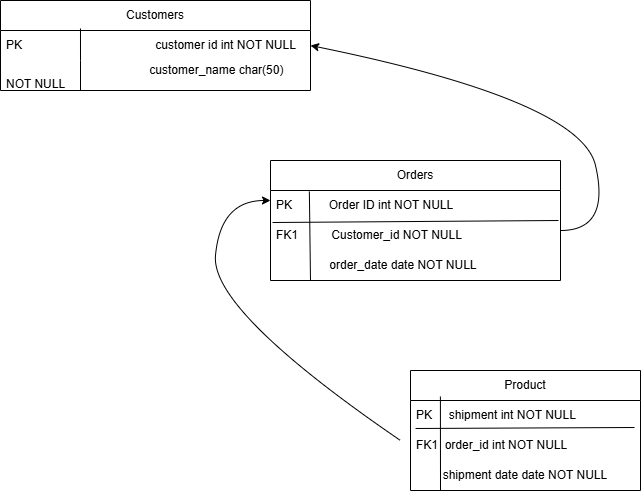 Customers
PK customer id int NOT NULL
customer_name char(50)
NOT NULL
Orders
PK Order ID int NOT NULL
FK1 Customer_id NOT NULL
order_date date NOT NULL
Product
PK shipment int NOT NULL
FK1 order_id int NOT NULL
shipment date date NOT NULL